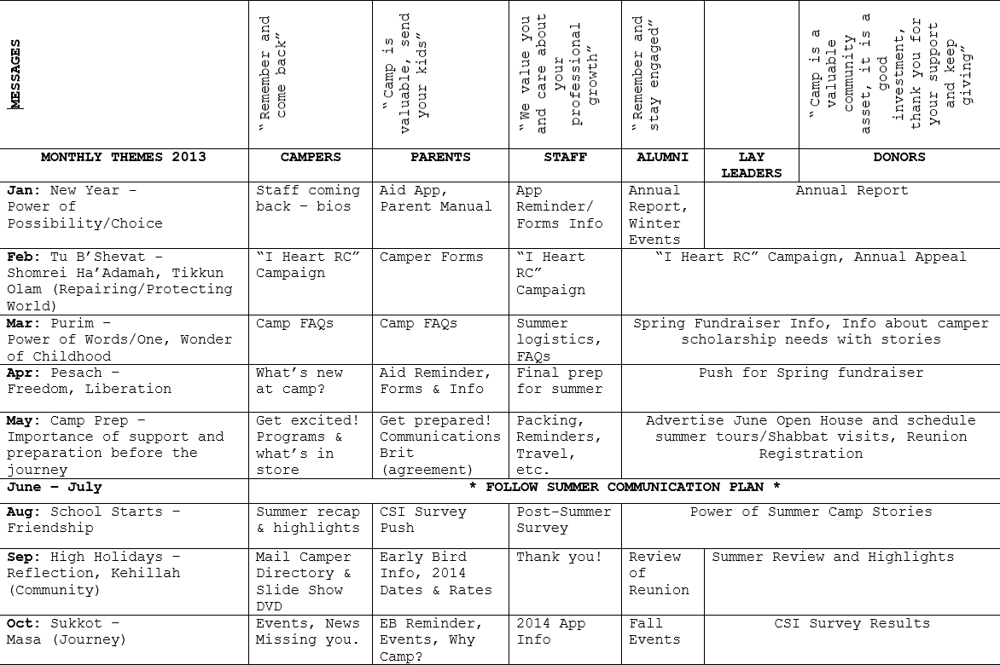 MESSAGES
“Remember and
come back”
“Camp is
valuable, send
your kids”
“We value you
and care about
your
professional
growth”
“Remember and
stay engaged”
“Camp is a
valuable
community
asset, it is a
good
investment,
thank you for
your support
and keep
giving”
MONTHLY THEMES 2013
CAMPERS
PARENTS
STAFF
ALUMNI
LAY
LEADERS
DONORS
Jan: New Year –
Power of
Possibility/Choice
Staff coming
back – bios
Aid App,
Parent Manual
App
Reminder/
Forms Info
Annual
Report,
Winter
Events
Annual Report
Feb: Tu B’Shevat –
Shomrei Ha’Adamah, Tikkun
Olam (Repairing/Protecting
World)
“I Heart RC”
Campaign
Camper Forms
“I Heart
RC”
Campaign
“I Heart RC” Campaign, Annual Appeal
Mar: Purim –
Power of Words/One, Wonder
of Childhood
Camp FAQs
Camp FAQs
Summer
logistics,
FAQs
Spring Fundraiser Info, Info about camper
scholarship needs with stories
Apr: Pesach –
Freedom, Liberation
What’s new
at camp?
Aid Reminder,
Forms & Info
Final prep
for summer
Push for Spring fundraiser
May: Camp Prep –
Importance of support and
preparation before the
journey
Get excited!
Programs &
what’s in
store
Get prepared!
Communications
Brit
(agreement)
Packing,
Reminders,
Travel,
etc.
Advertise June Open House and schedule
summer tours/Shabbat visits, Reunion
Registration
June – July
* FOLLOW SUMMER COMMUNICATION PLAN *
Aug: School Starts –
Friendship
Summer recap
& highlights
CSI Survey
Push
Post-Summer
Survey
Power of Summer Camp Stories
Sep: High Holidays –
Reflection, Kehillah
(Community)
Mail Camper
Directory &
Slide Show
DVD
Early Bird
Info, 2014
Dates & Rates
Thank you!
Review
of
Reunion
Summer Review and Highlights
Oct: Sukkot –
Masa (Journey)
Events, News
Missing you.
EB Reminder,
Events, Why
Camp?
2014 App
Info
Fall
Events
CSI Survey Results